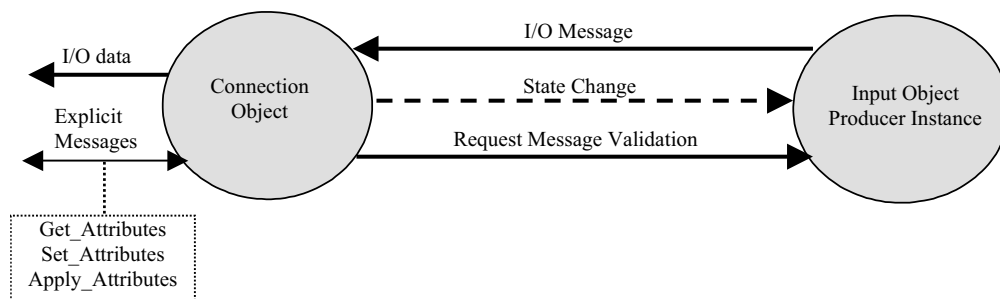 I/O Message
I/O data
Connection
Object
State Change
Input Object
Producer Instance
Explicit
Messages
Request Message Validation
Get_Attributes
Set_Attributes
Apply_Attributes